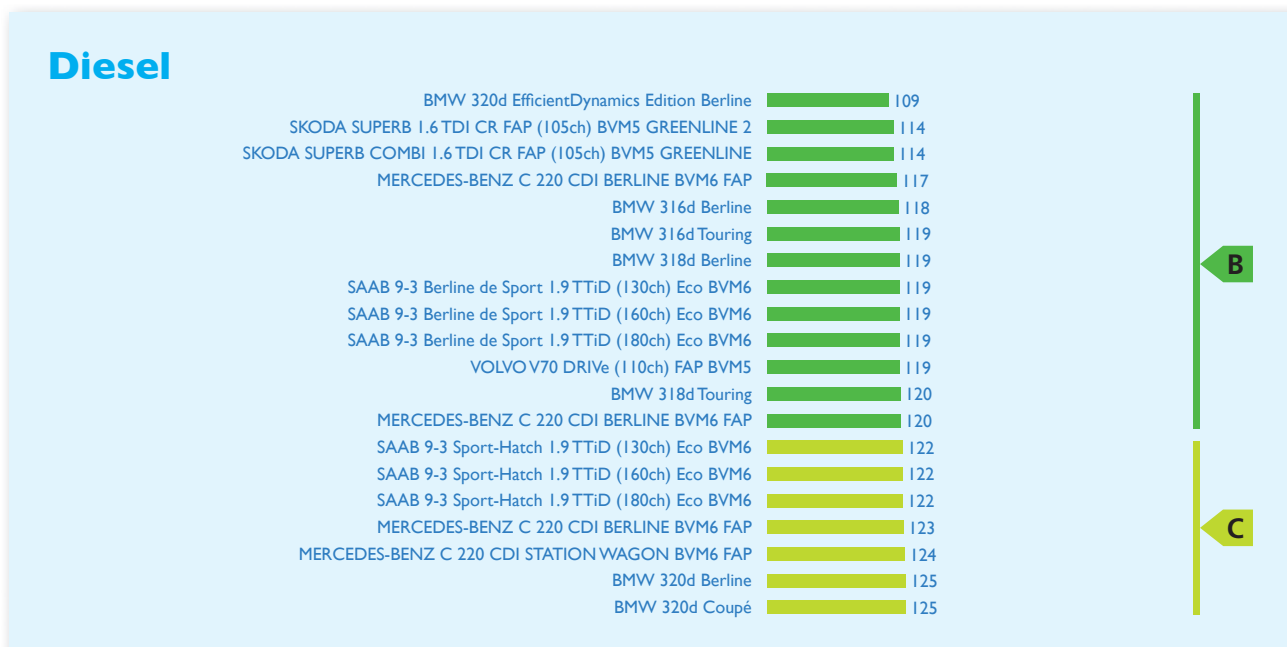 Diesel
BMW 320d EfficientDynamics Edition Berline 109
SKODA SUPERB 1.6 TDI CR FAP (105ch) BVM5 GREENLINE 2 114
SKODA SUPERB COMBI 1.6 TDI CR FAP (105ch) BVM5 GREENLINE 114
MERCEDES-BENZ C 220 CDI BERLINE BVM6 FAP 117
BMW 316d Berline 118
BMW 316d Touring 119
BMW 318d Berline 119
B
SAAB 9-3 Berline de Sport 1.9 TTiD (130ch) Eco BVM6 119
SAAB 9-3 Berline de Sport 1.9 TTiD (160ch) Eco BVM6 119
SAAB 9-3 Berline de Sport 1.9 TTiD (180ch) Eco BVM6 119
VOLVO V70 DRIVe (110ch) FAP BVM5 119
BMW 318d Touring 120
MERCEDES-BENZ C 220 CDI BERLINE BVM6 FAP 120
SAAB 9-3 Sport-Hatch 1.9 TTiD (130ch) Eco BVM6 122
SAAB 9-3 Sport-Hatch 1.9 TTiD (160ch) Eco BVM6 122
SAAB 9-3 Sport-Hatch 1.9 TTiD (180ch) Eco BVM6 122
MERCEDES-BENZ C 220 CDI BERLINE BVM6 FAP 123
C
MERCEDES-BENZ C 220 CDI STATION WAGON BVM6 FAP 124
BMW 320d Berline 125
BMW 320d Coupé 125